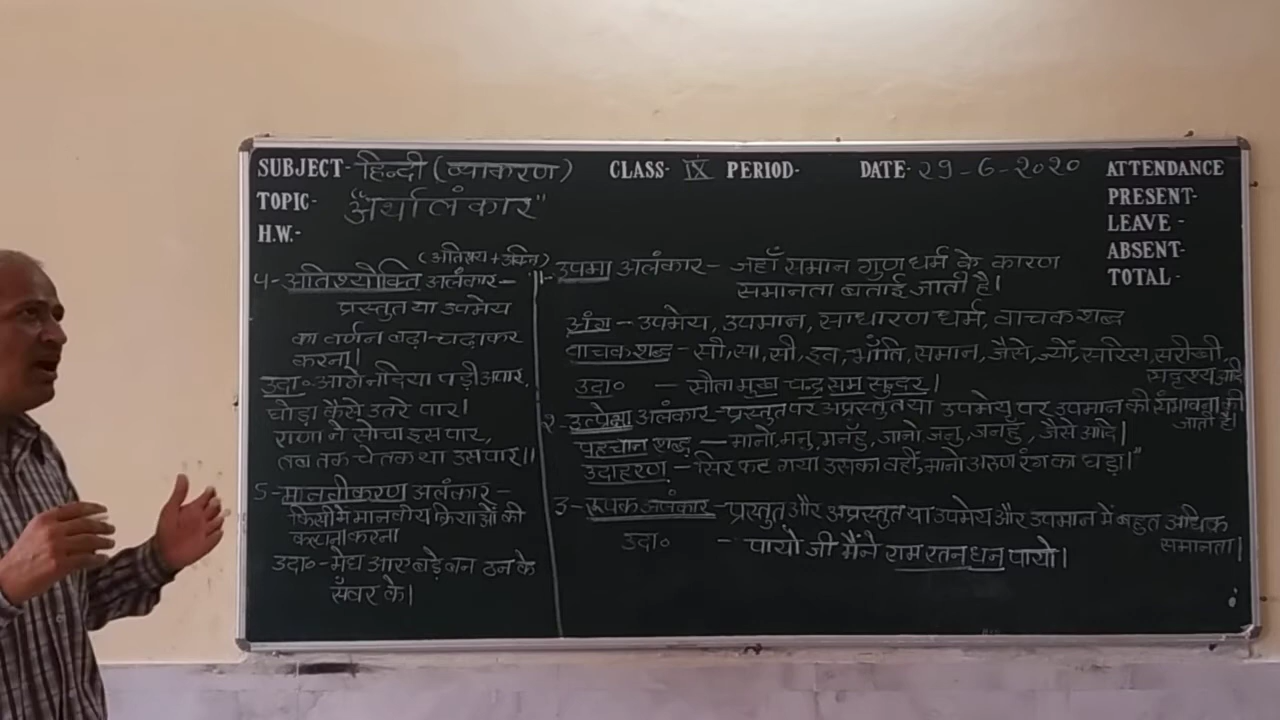 SUBJECT- हिन्दी (व्याकरण) CLASS- IX PERIOD- DATE- 29-6-2020 ATTENDANCE
TOPIC- "अर्थालंकार" PRESENT-
H.W.- LEAVE -
ABSENT-
TOTAL -
1- उपमा अलंकार - जहाँ समान गुण धर्म के कारण
समानता बताई जाती है।
अंग - उपमेय, उपमान, साधारण धर्म, वाचक शब्द
वाचक शब्द - सी, सा, सी, इव, भाँति, समान, जैसे, ज्यों, सरिस, सरीखी,
सदृश्य आदि
उदा० - सीता मुख चन्द्र सम सुन्दर।
२- उत्प्रेक्षा अलंकार - प्रस्तुत पर अप्रस्तुत या उपमेय पर उपमान की संभावना की
जाती है।
पहचान शब्द - मानो, मनु, मनहुँ, जानो, जनु, जनहुँ, जैसे आदि।
उदाहरण - सिर फट गया उसका वहीं, मानो अरुण रंग का घड़ा।"
3- रूपक अलंकार - प्रस्तुत और अप्रस्तुत या उपमेय और उपमान में बहुत अधिक
समानता।
उदा० - पायो जी मैंने राम रतन धन पायो।
(अतिशय + उक्ति)
4- अतिश्योक्ति अलंकार -
प्रस्तुत या उपमेय
का वर्णन बढ़ा-चढ़ाकर
करना।
उदा० आगे नदिया पड़ी अपार,
घोड़ा कैसे उतरे पार।
राणा ने सोचा इस पार,
तब तक चेतक था उस पार।।
5- मानवीकरण अलंकार -
किसी में मानवीय क्रियाओं की
कल्पना करना
उदा० - मेघ आए बड़े बन ठन के
सँवर के।